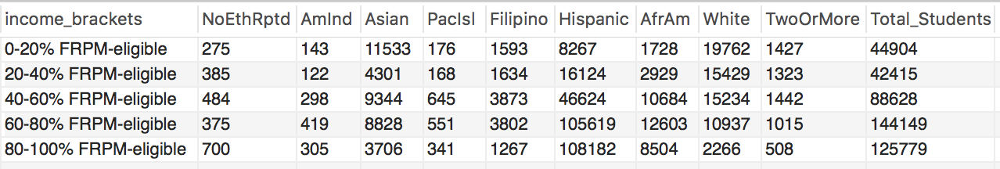 income_brackets NoEthRptd AmInd Asian PacIsl Filipino Hispanic AfrAm White TwoOrMore Total_Students
0-20% FRPM-eligible 275 143 11533 176 1593 8267 1728 19762 1427 44904
20-40% FRPM-eligible 385 122 4301 168 1634 16124 2929 15429 1323 42415
40-60% FRPM-eligible 484 298 9344 645 3873 46624 10684 15234 1442 88628
60-80% FRPM-eligible 375 419 8828 551 3802 105619 12603 10937 1015 144149
80-100% FRPM-eligible 700 305 3706 341 1267 108182 8504 2266 508 125779